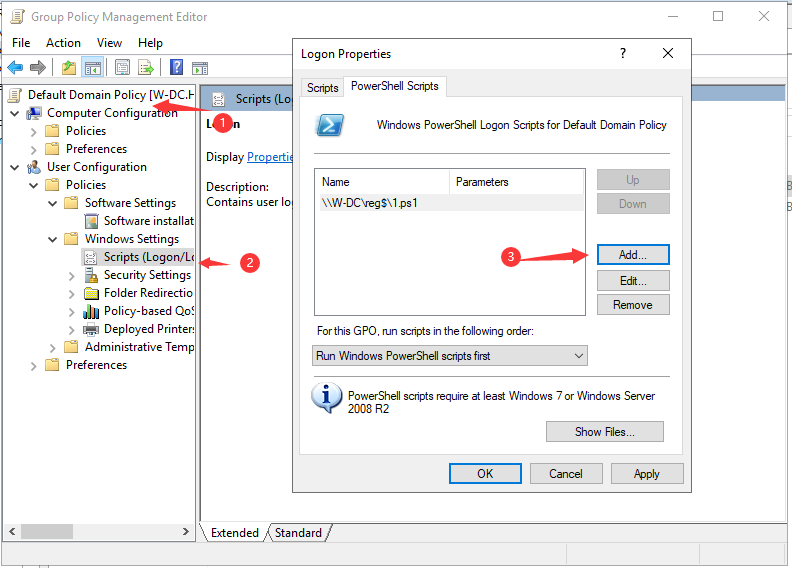 Group Policy Management Editor
File Action View Help
Default Domain Policy [W-DC.H
Computer Configuration
Policies
Preferences
User Configuration
Policies
Software Settings
Software installat
Windows Settings
Scripts (Logon/Lo
Security Settings
Folder Redirectio
Policy-based QoS
Deployed Printers
Administrative Temp
Preferences
1
2
Scripts (Lo
Display Propertie
Description:
Contains user lo
Extended Standard
Logon Properties
?
Scripts PowerShell Scripts
Windows PowerShell Logon Scripts for Default Domain Policy
Name Parameters
\\W-DC\reg$\1.ps1
Up
Down
3
Add...
Edit...
Remove
For this GPO, run scripts in the following order:
Run Windows PowerShell scripts first
PowerShell scripts require at least Windows 7 or Windows Server
2008 R2
Show Files...
OK Cancel Apply